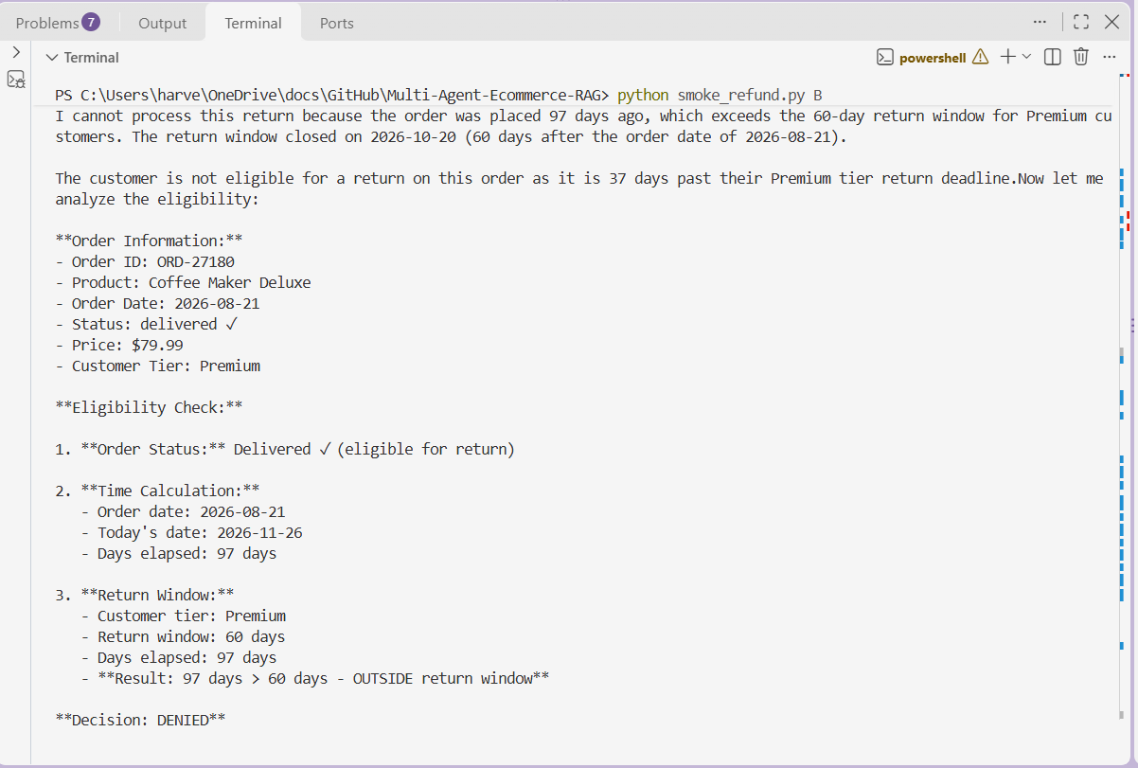 Problems 7 Output Terminal Ports
Terminal
powershell
PS C:\Users\harve\OneDrive\docs\GitHub\Multi-Agent-Ecommerce-RAG> python smoke_refund.py B
I cannot process this return because the order was placed 97 days ago, which exceeds the 60-day return window for Premium cu
stomers. The return window closed on 2026-10-20 (60 days after the order date of 2026-08-21).
The customer is not eligible for a return on this order as it is 37 days past their Premium tier return deadline.Now let me
analyze the eligibility:
**Order Information:**
- Order ID: ORD-27180
- Product: Coffee Maker Deluxe
- Order Date: 2026-08-21
- Status: delivered ✓
- Price: $79.99
- Customer Tier: Premium
**Eligibility Check:**
1. **Order Status:** Delivered ✓ (eligible for return)
2. **Time Calculation:**
- Order date: 2026-08-21
- Today's date: 2026-11-26
- Days elapsed: 97 days
3. **Return Window:**
- Customer tier: Premium
- Return window: 60 days
- Days elapsed: 97 days
- **Result: 97 days > 60 days - OUTSIDE return window**
**Decision: DENIED**